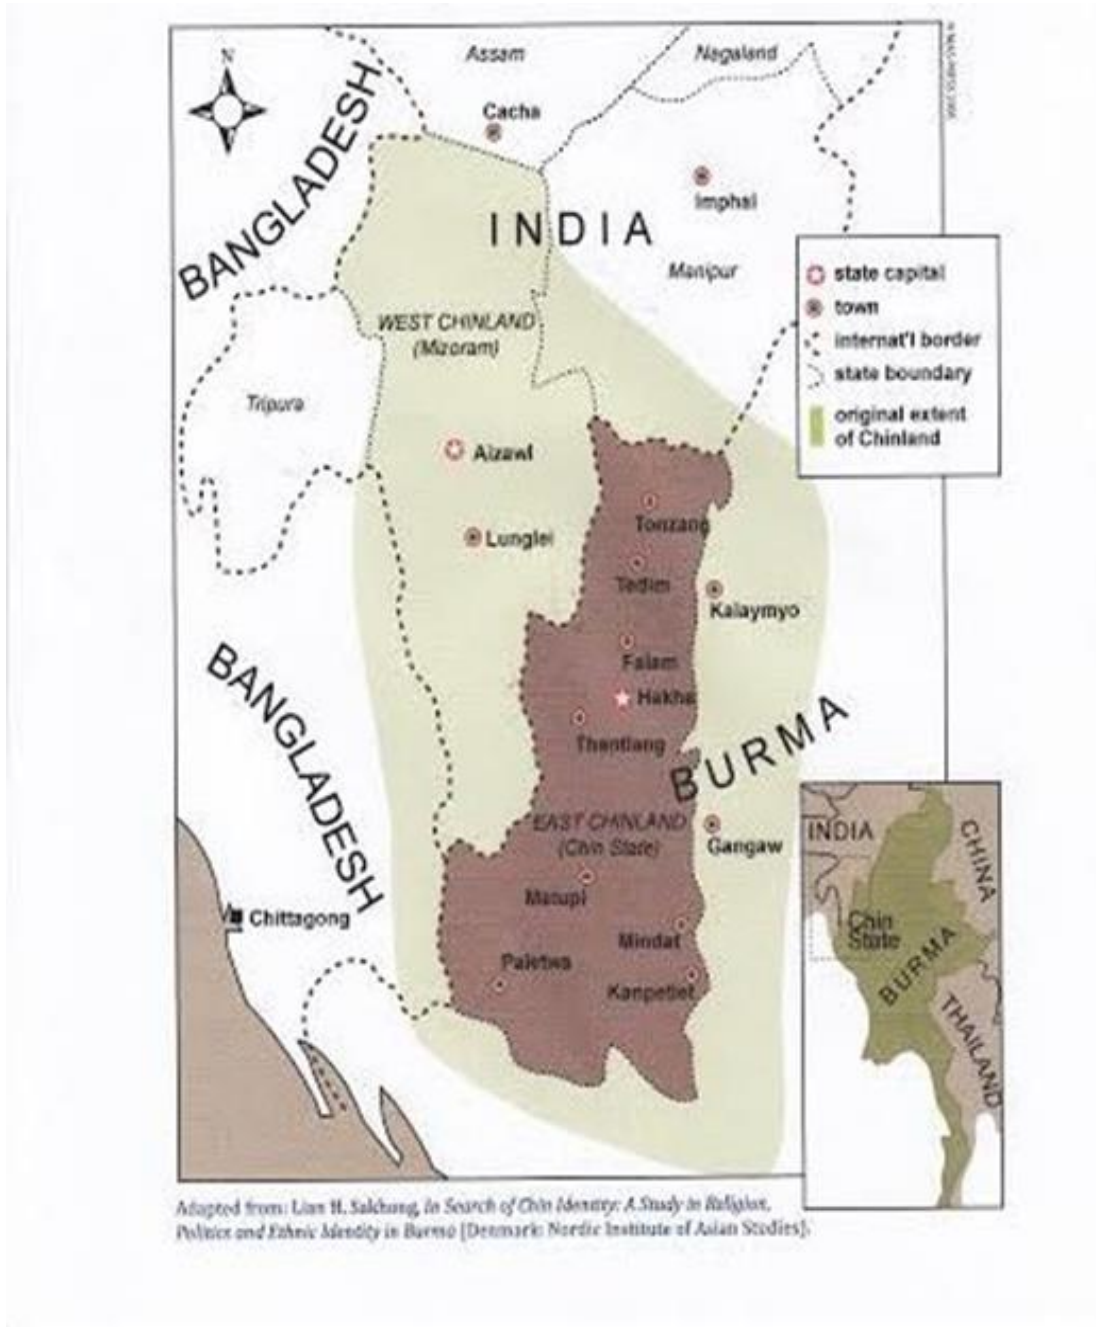 N
Assam
Nagaland
Cacha
Imphal
BANGLADESH
INDIA
Manipur
state capital
town
internat'l border
state boundary
original extent
of Chinland
WEST CHINLAND
(Mizoram)
Tripura
Aizawl
Lunglei
Tonzang
Tedim
Kalaymyo
Falam
Hakha
Thantlang
BANGLADESH
BURMA
EAST CHINLAND
(Chin State)
Gangaw
Matupi
Chittagong
Mindat
Paletwa
Kanpetlet
INDIA
CHINA
Chin
State
BURMA
THAILAND
Adapted from: Lian H. Sakhong, In Search of Chin Identity: A Study in Religion,
Politics and Ethnic Identity in Burma [Denmark: Nordic Institute of Asian Studies].